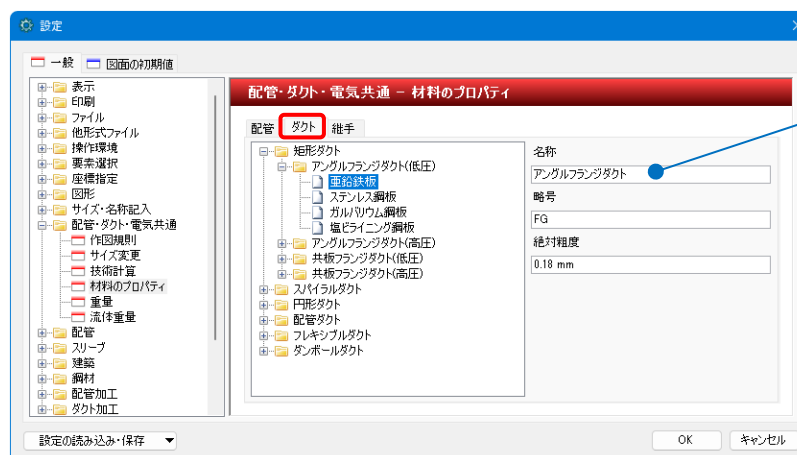 設定
一般
図面の初期値
表示
印刷
ファイル
他形式ファイル
操作環境
要素選択
座標指定
図形
サイズ・名称記入
配管・ダクト・電気共通
作図規則
サイズ変更
技術計算
材料のプロパティ
重量
流体重量
配管
スリーブ
建築
鋼材
配管加工
ダクト加工
配管・ダクト・電気共通 - 材料のプロパティ
配管
ダクト
継手
矩形ダクト
アングルフランジダクト(低圧)
亜鉛鉄板
ステンレス鋼板
ガルバリウム鋼板
塩ビライニング鋼板
アングルフランジダクト(高圧)
共板フランジダクト(低圧)
共板フランジダクト(高圧)
スパイラルダクト
円形ダクト
配管ダクト
フレキシブルダクト
ダンボールダクト
名称
アングルフランジダクト
略号
FG
絶対粗度
0.18 mm
設定の読み込み・保存
OK
キャンセル